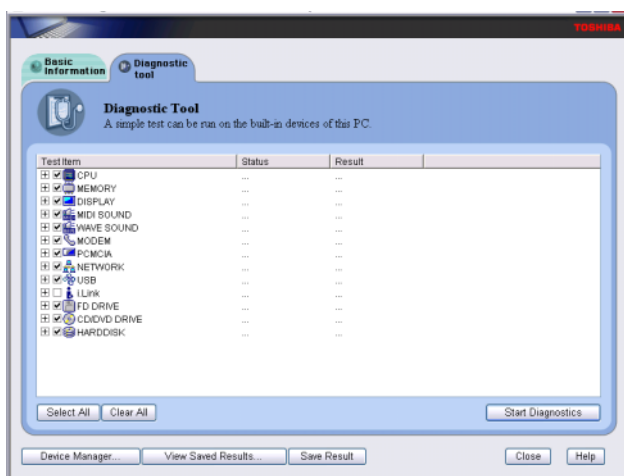 TOSHIBA
Basic Information
Diagnostic tool
Diagnostic Tool
A simple test can be run on the built-in devices of this PC.
Test Item Status Result
CPU ... ...
MEMORY ... ...
DISPLAY ... ...
MIDI SOUND ... ...
WAVE SOUND ... ...
MODEM ... ...
PCMCIA ... ...
NETWORK ... ...
USB ... ...
i.Link ... ...
FD DRIVE ... ...
CD/DVD DRIVE ... ...
HARDDISK ... ...
Select All Clear All Start Diagnostics
Device Manager... View Saved Results... Save Result Close Help